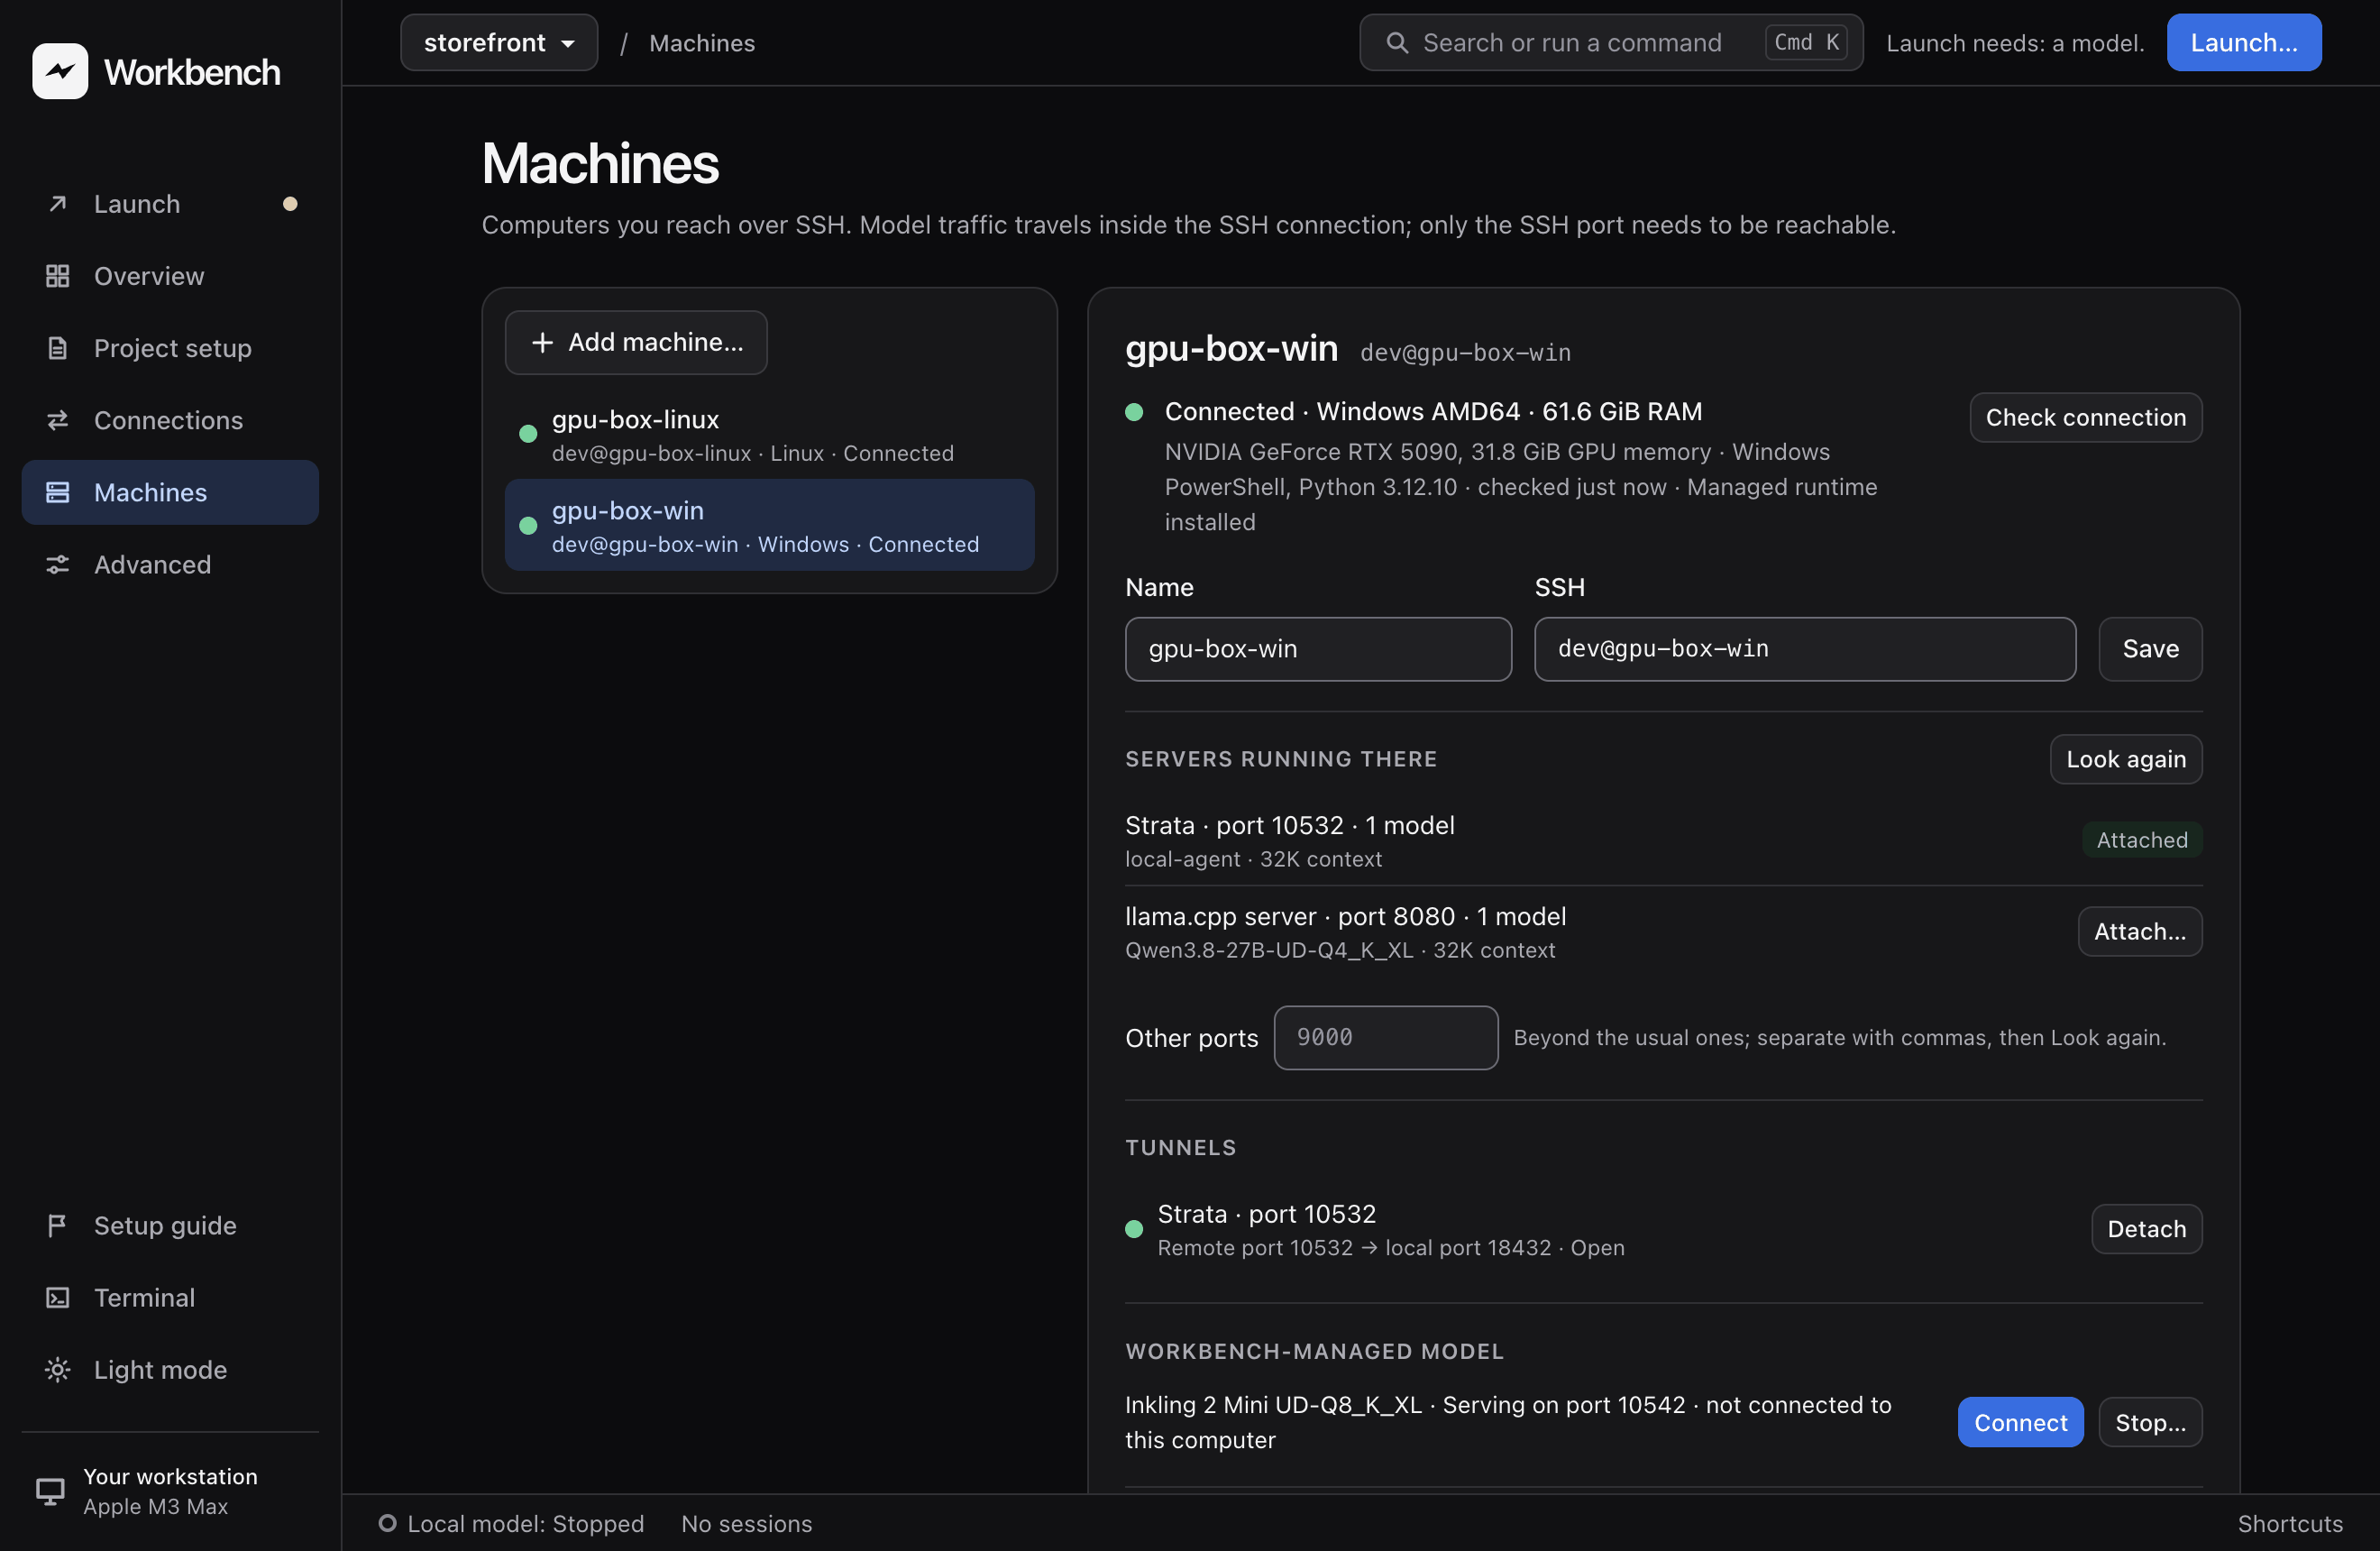 Workbench
Launch
Overview
Project setup
Connections
Machines
Advanced
Setup guide
Terminal
Light mode
Your workstation
Apple M3 Max
storefront / Machines
Search or run a command Cmd K
Launch needs: a model.
Launch...
Machines
Computers you reach over SSH. Model traffic travels inside the SSH connection; only the SSH port needs to be reachable.
+ Add machine...
gpu-box-linux
dev@gpu-box-linux · Linux · Connected
gpu-box-win
dev@gpu-box-win · Windows · Connected
gpu-box-win dev@gpu-box-win
Connected · Windows AMD64 · 61.6 GiB RAM
Check connection
NVIDIA GeForce RTX 5090, 31.8 GiB GPU memory · Windows
PowerShell, Python 3.12.10 · checked just now · Managed runtime
installed
Name SSH
gpu-box-win dev@gpu-box-win Save
SERVERS RUNNING THERE Look again
Strata · port 10532 · 1 model
local-agent · 32K context
Attached
llama.cpp server · port 8080 · 1 model
Qwen3.8-27B-UD-Q4_K_XL · 32K context
Attach...
Other ports 9000 Beyond the usual ones; separate with commas, then Look again.
TUNNELS
Strata · port 10532
Remote port 10532 → local port 18432 · Open
Detach
WORKBENCH-MANAGED MODEL
Inkling 2 Mini UD-Q8_K_XL · Serving on port 10542 · not connected to
this computer
Connect Stop...
Local model: Stopped No sessions Shortcuts